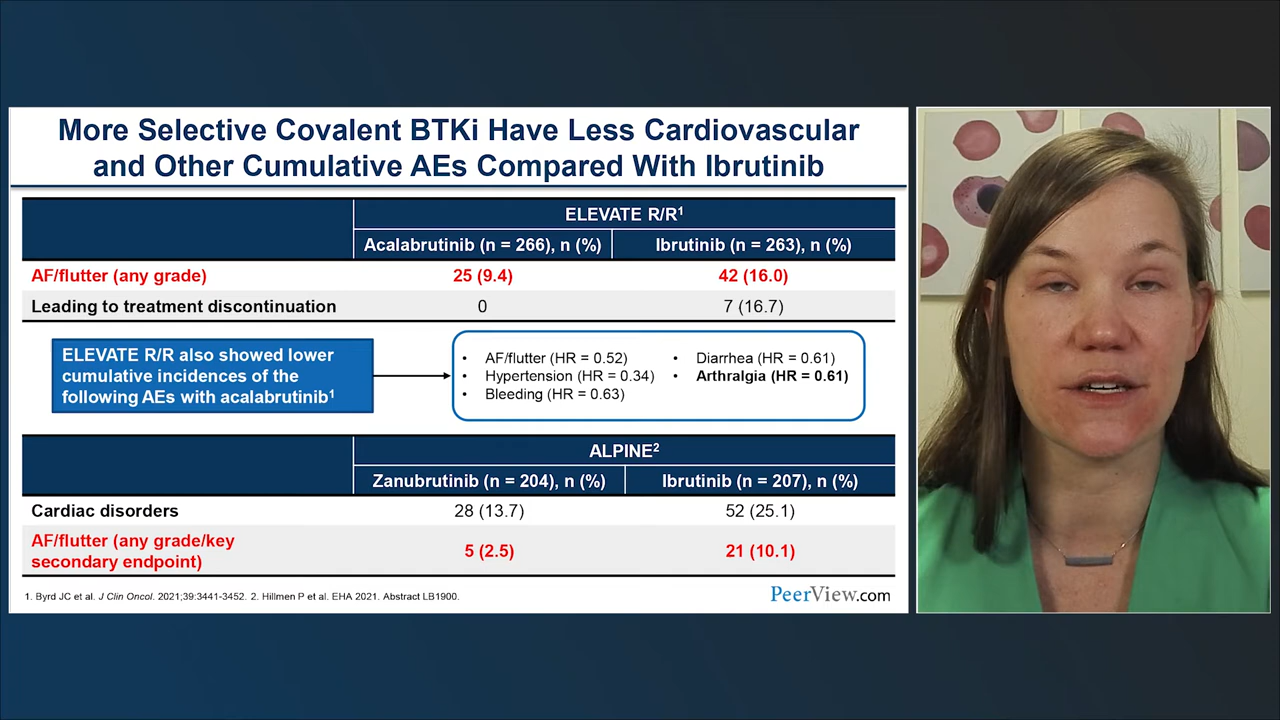 More Selective Covalent BTKi Have Less Cardiovascular
and Other Cumulative AEs Compared With Ibrutinib
ELEVATE R/R1
Acalabrutinib (n = 266), n (%) Ibrutinib (n = 263), n (%)
AF/flutter (any grade) 25 (9.4) 42 (16.0)
Leading to treatment discontinuation 0 7 (16.7)
ELEVATE R/R also showed lower
cumulative incidences of the
following AEs with acalabrutinib1
• AF/flutter (HR = 0.52)
• Hypertension (HR = 0.34)
• Bleeding (HR = 0.63)
• Diarrhea (HR = 0.61)
• Arthralgia (HR = 0.61)
ALPINE2
Zanubrutinib (n = 204), n (%) Ibrutinib (n = 207), n (%)
Cardiac disorders 28 (13.7) 52 (25.1)
AF/flutter (any grade/key
secondary endpoint) 5 (2.5) 21 (10.1)
1. Byrd JC et al. J Clin Oncol. 2021;39:3441-3452. 2. Hillmen P et al. EHA 2021. Abstract LB1900.
PeerView.com